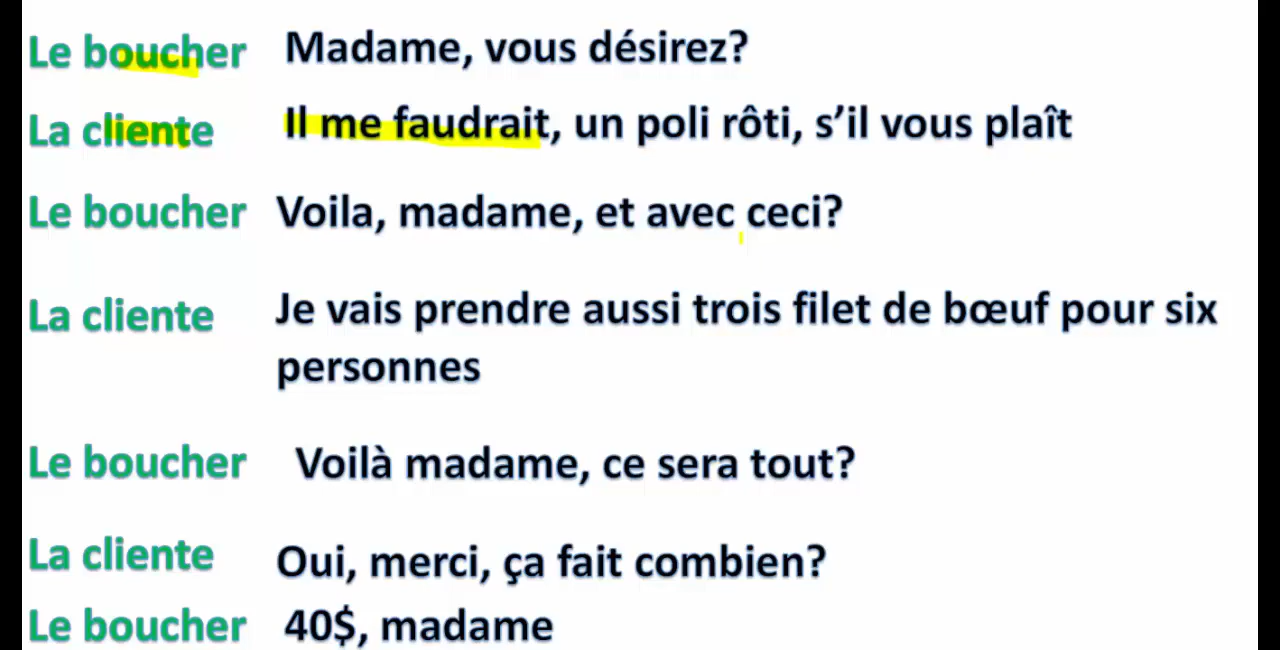 Le boucher Madame, vous désirez?
La cliente Il me faudrait, un poli rôti, s’il vous plaît
Le boucher Voila, madame, et avec ceci?
La cliente Je vais prendre aussi trois filet de bœuf pour six
personnes
Le boucher Voilà madame, ce sera tout?
La cliente Oui, merci, ça fait combien?
Le boucher 40$, madame